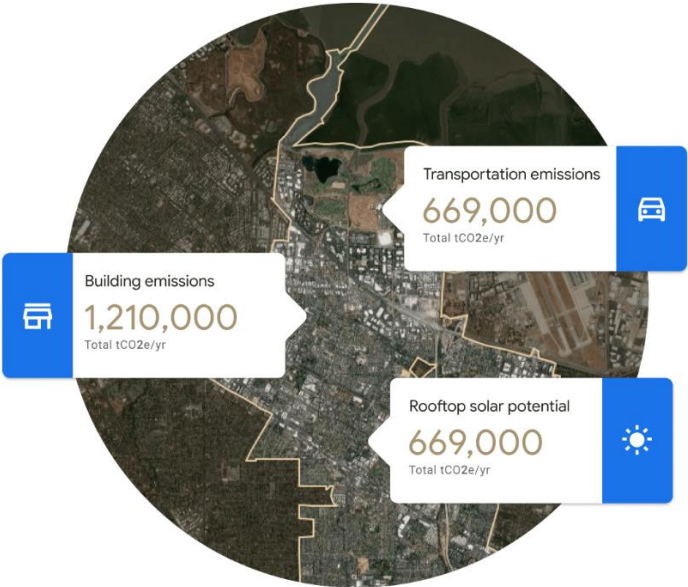 Transportation emissions
669,000
Total tCO2e/yr
Building emissions
1,210,000
Total tCO2e/yr
Rooftop solar potential
669,000
Total tCO2e/yr